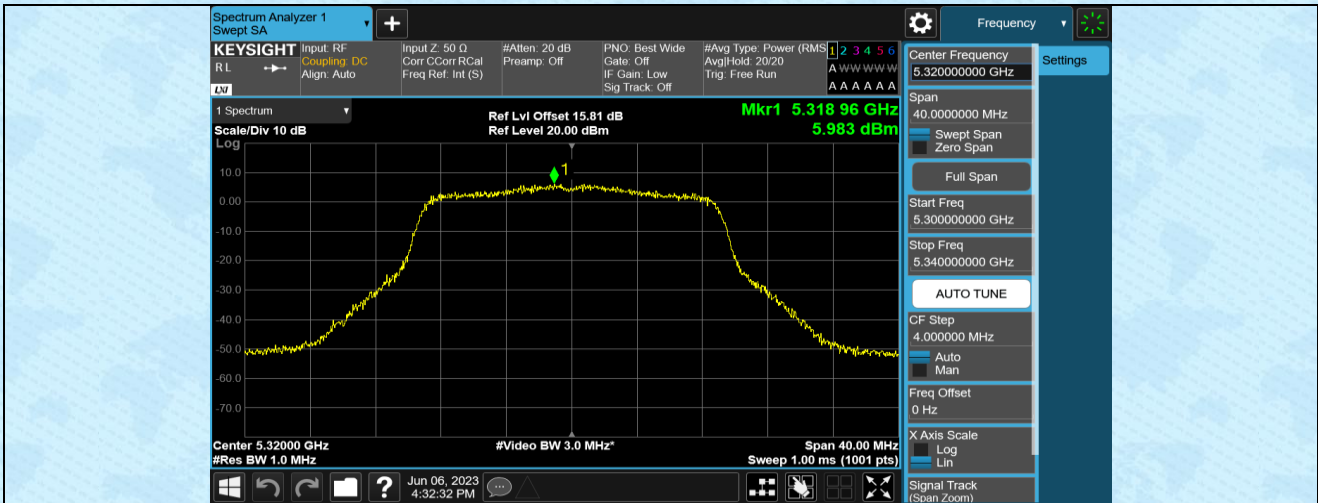 Spectrum Analyzer 1
Swept SA
Frequency
KEYSIGHT
R L
LXI
Input: RF
Coupling: DC
Align: Auto
Input Z: 50 Ω
Corr CCorr RCal
Freq Ref: Int (S)
#Atten: 20 dB
Preamp: Off
PNO: Best Wide
Gate: Off
IF Gain: Low
Sig Track: Off
#Avg Type: Power (RMS
Avg|Hold: 20/20
Trig: Free Run
1 2 3 4 5 6
A W W W W W
A A A A A A
1 Spectrum
Scale/Div 10 dB
Log
Ref Lvl Offset 15.81 dB
Ref Level 20.00 dBm
Mkr1 5.318 96 GHz
5.983 dBm
1
10.0
0.00
-10.0
-20.0
-30.0
-40.0
-50.0
-60.0
-70.0
Center 5.32000 GHz
#Res BW 1.0 MHz
#Video BW 3.0 MHz*
Span 40.00 MHz
Sweep 1.00 ms (1001 pts)
?
Jun 06, 2023
4:32:32 PM
Center Frequency
5.320000000 GHz
Settings
Span
40.0000000 MHz
Swept Span
Zero Span
Full Span
Start Freq
5.300000000 GHz
Stop Freq
5.340000000 GHz
AUTO TUNE
CF Step
4.000000 MHz
Auto
Man
Freq Offset
0 Hz
X Axis Scale
Log
Lin
Signal Track
(Span Zoom)